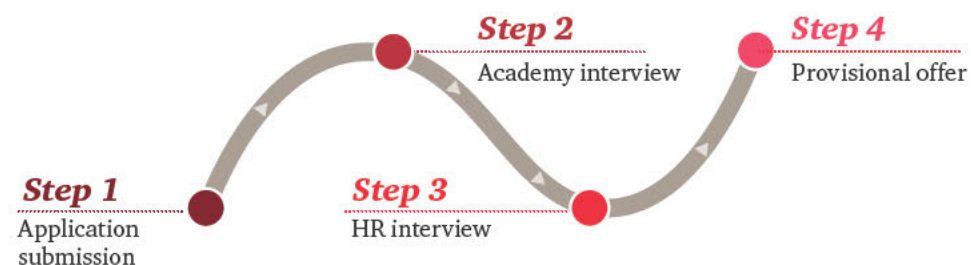 Step 1
Application
submission
Step 2
Academy interview
Step 3
HR interview
Step 4
Provisional offer